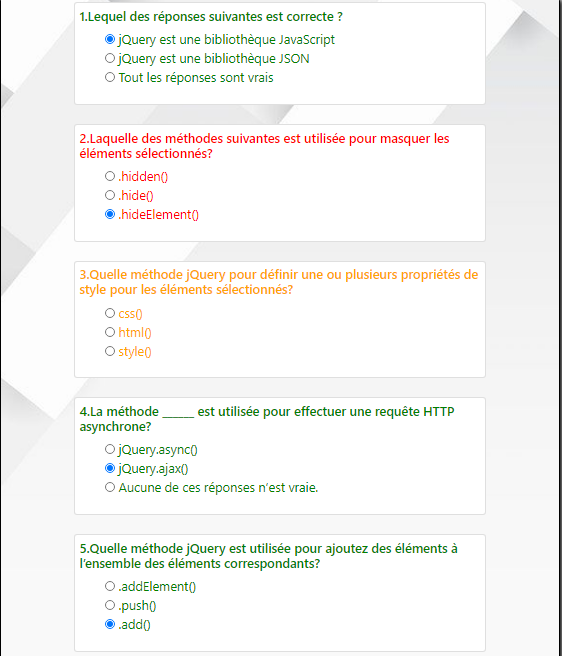 1.Lequel des réponses suivantes est correcte ?
jQuery est une bibliothèque JavaScript
jQuery est une bibliothèque JSON
Tout les réponses sont vrais
2.Laquelle des méthodes suivantes est utilisée pour masquer les
éléments sélectionnés?
.hidden()
.hide()
.hideElement()
3.Quelle méthode jQuery pour définir une ou plusieurs propriétés de
style pour les éléments sélectionnés?
css()
html()
style()
4.La méthode ______ est utilisée pour effectuer une requête HTTP
asynchrone?
jQuery.async()
jQuery.ajax()
Aucune de ces réponses n’est vraie.
5.Quelle méthode jQuery est utilisée pour ajoutez des éléments à
l’ensemble des éléments correspondants?
.addElement()
.push()
.add()